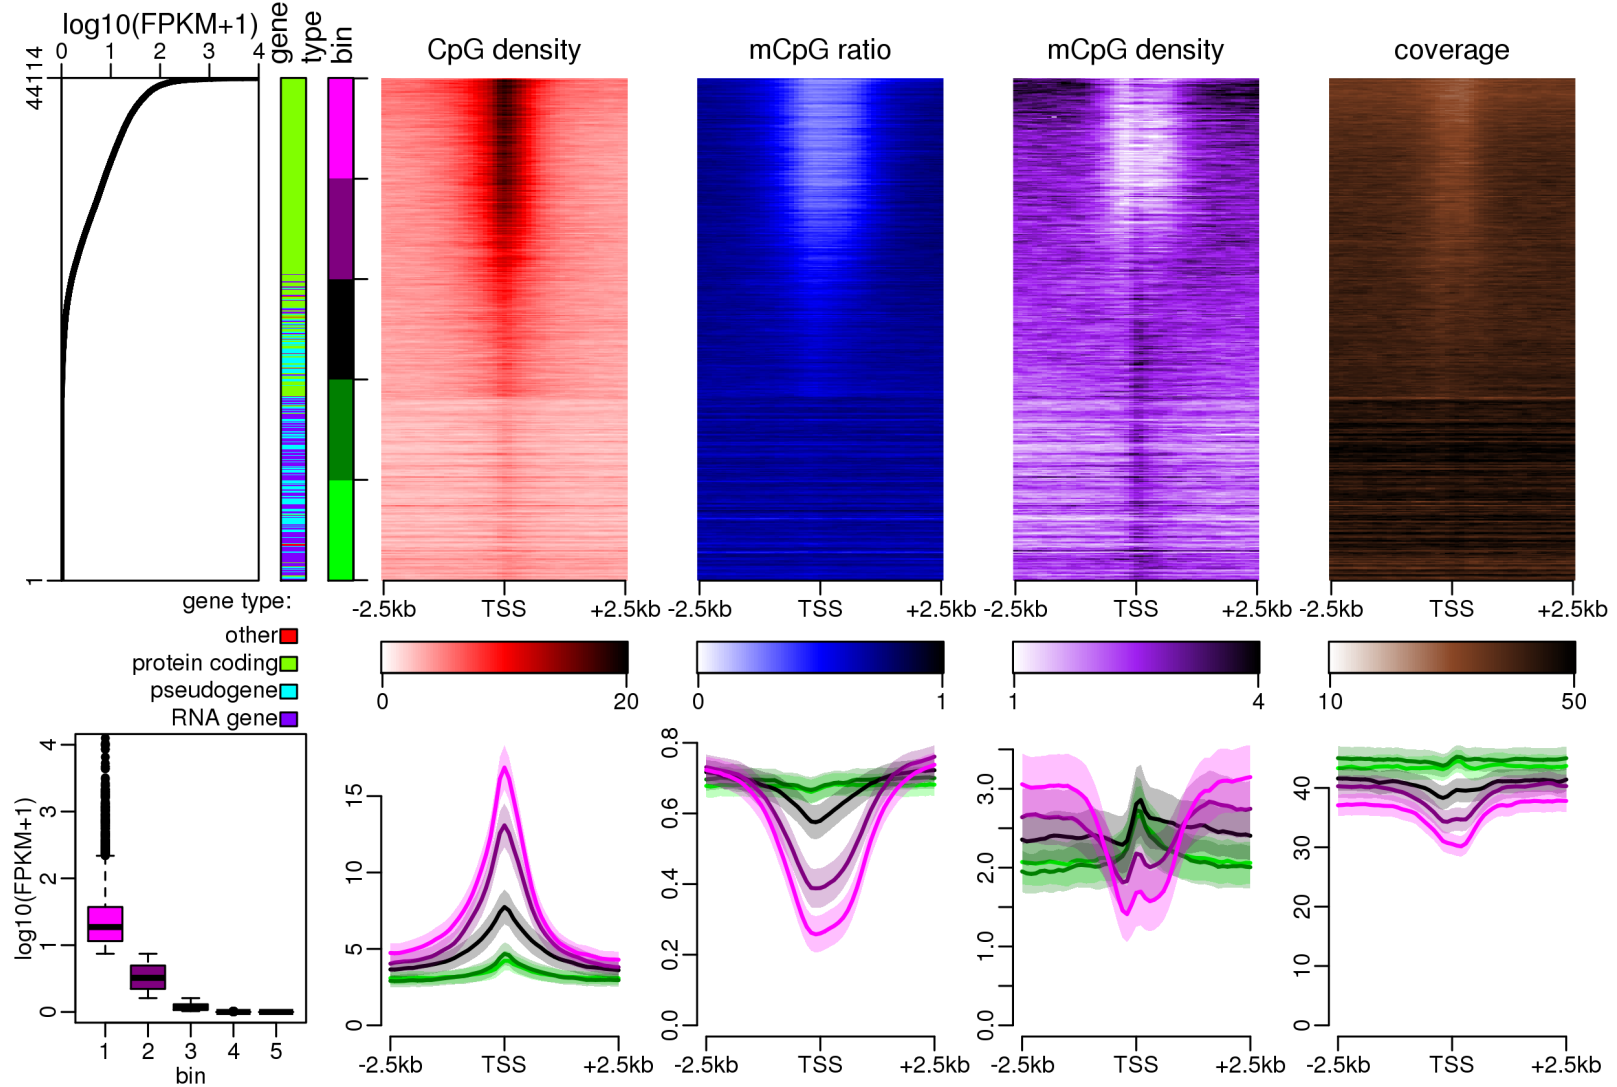 log10(FPKM+1)
0 1 2 3 4
44114
1
gene
type
bin
CpG density
mCpG ratio
mCpG density
coverage
-2.5kb TSS +2.5kb
-2.5kb TSS +2.5kb
-2.5kb TSS +2.5kb
-2.5kb TSS +2.5kb
gene type:
other
protein coding
pseudogene
RNA gene
0 20
0 1
1 4
10 50
log10(FPKM+1)
4
3
2
1
0
1 2 3 4 5
bin
15
10
5
0
-2.5kb TSS +2.5kb
0.8
0.6
0.4
0.2
0.0
-2.5kb TSS +2.5kb
3.0
2.0
1.0
0.0
-2.5kb TSS +2.5kb
40
30
20
10
0
-2.5kb TSS +2.5kb